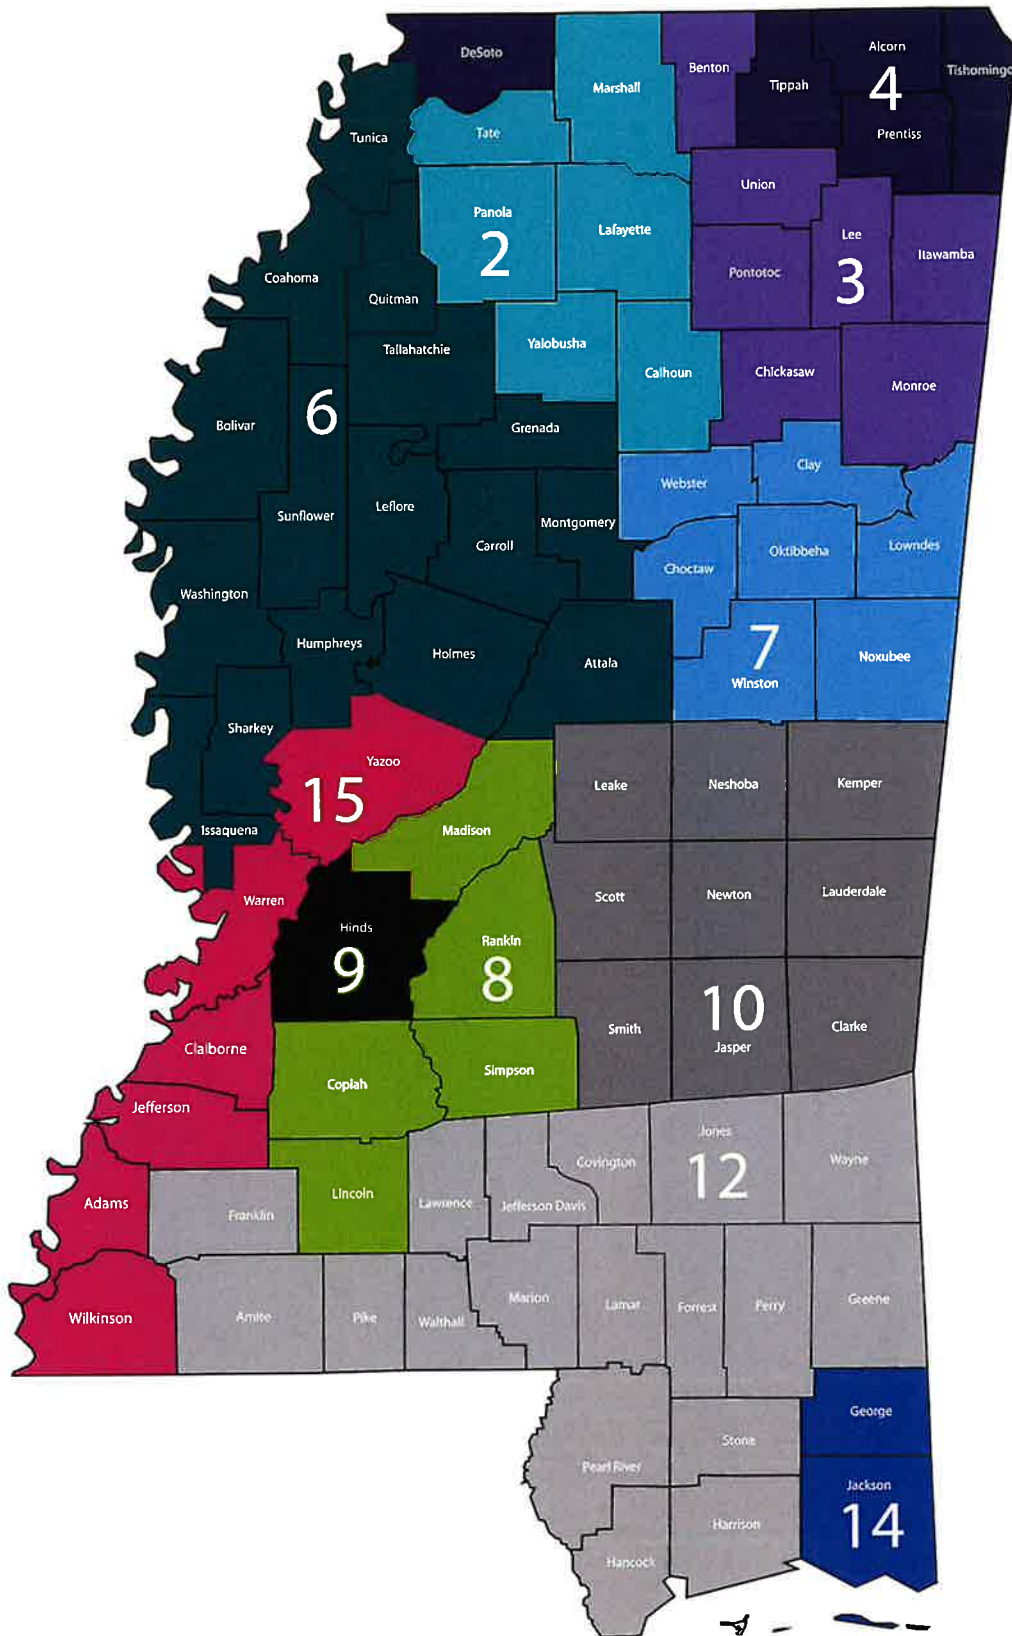 DeSoto
Alcorn
Benton
Tishomingo
Marshall
Tippah
4
Tate
Prentiss
Tunica
Union
Panola
Lafayette
Lee
2
Itawamba
Pontotoc
3
Coahoma
Quitman
Yalobusha
Tallahatchie
Calhoun
Chickasaw
Monroe
6
Bolivar
Grenada
Clay
Webster
Leflore
Sunflower
Montgomery
Carroll
Oktibbeha
Lowndes
Choctaw
Washington
Humphreys
Holmes
Attala
7
Noxubee
Winston
Sharkey
Yazoo
15
Leake
Neshoba
Kemper
Issaquena
Madison
Warren
Scott
Newton
Lauderdale
Hinds
9
Rankin
8
10
Smith
Jasper
Clarke
Claiborne
Copiah
Simpson
Jefferson
Jones
12
Covington
Wayne
Adams
Franklin
Lincoln
Lawrence
Jefferson Davis
Wilkinson
Amite
Pike
Walthall
Marion
Lamar
Forrest
Perry
Greene
George
Stone
Pearl River
Jackson
14
Harrison
Hancock